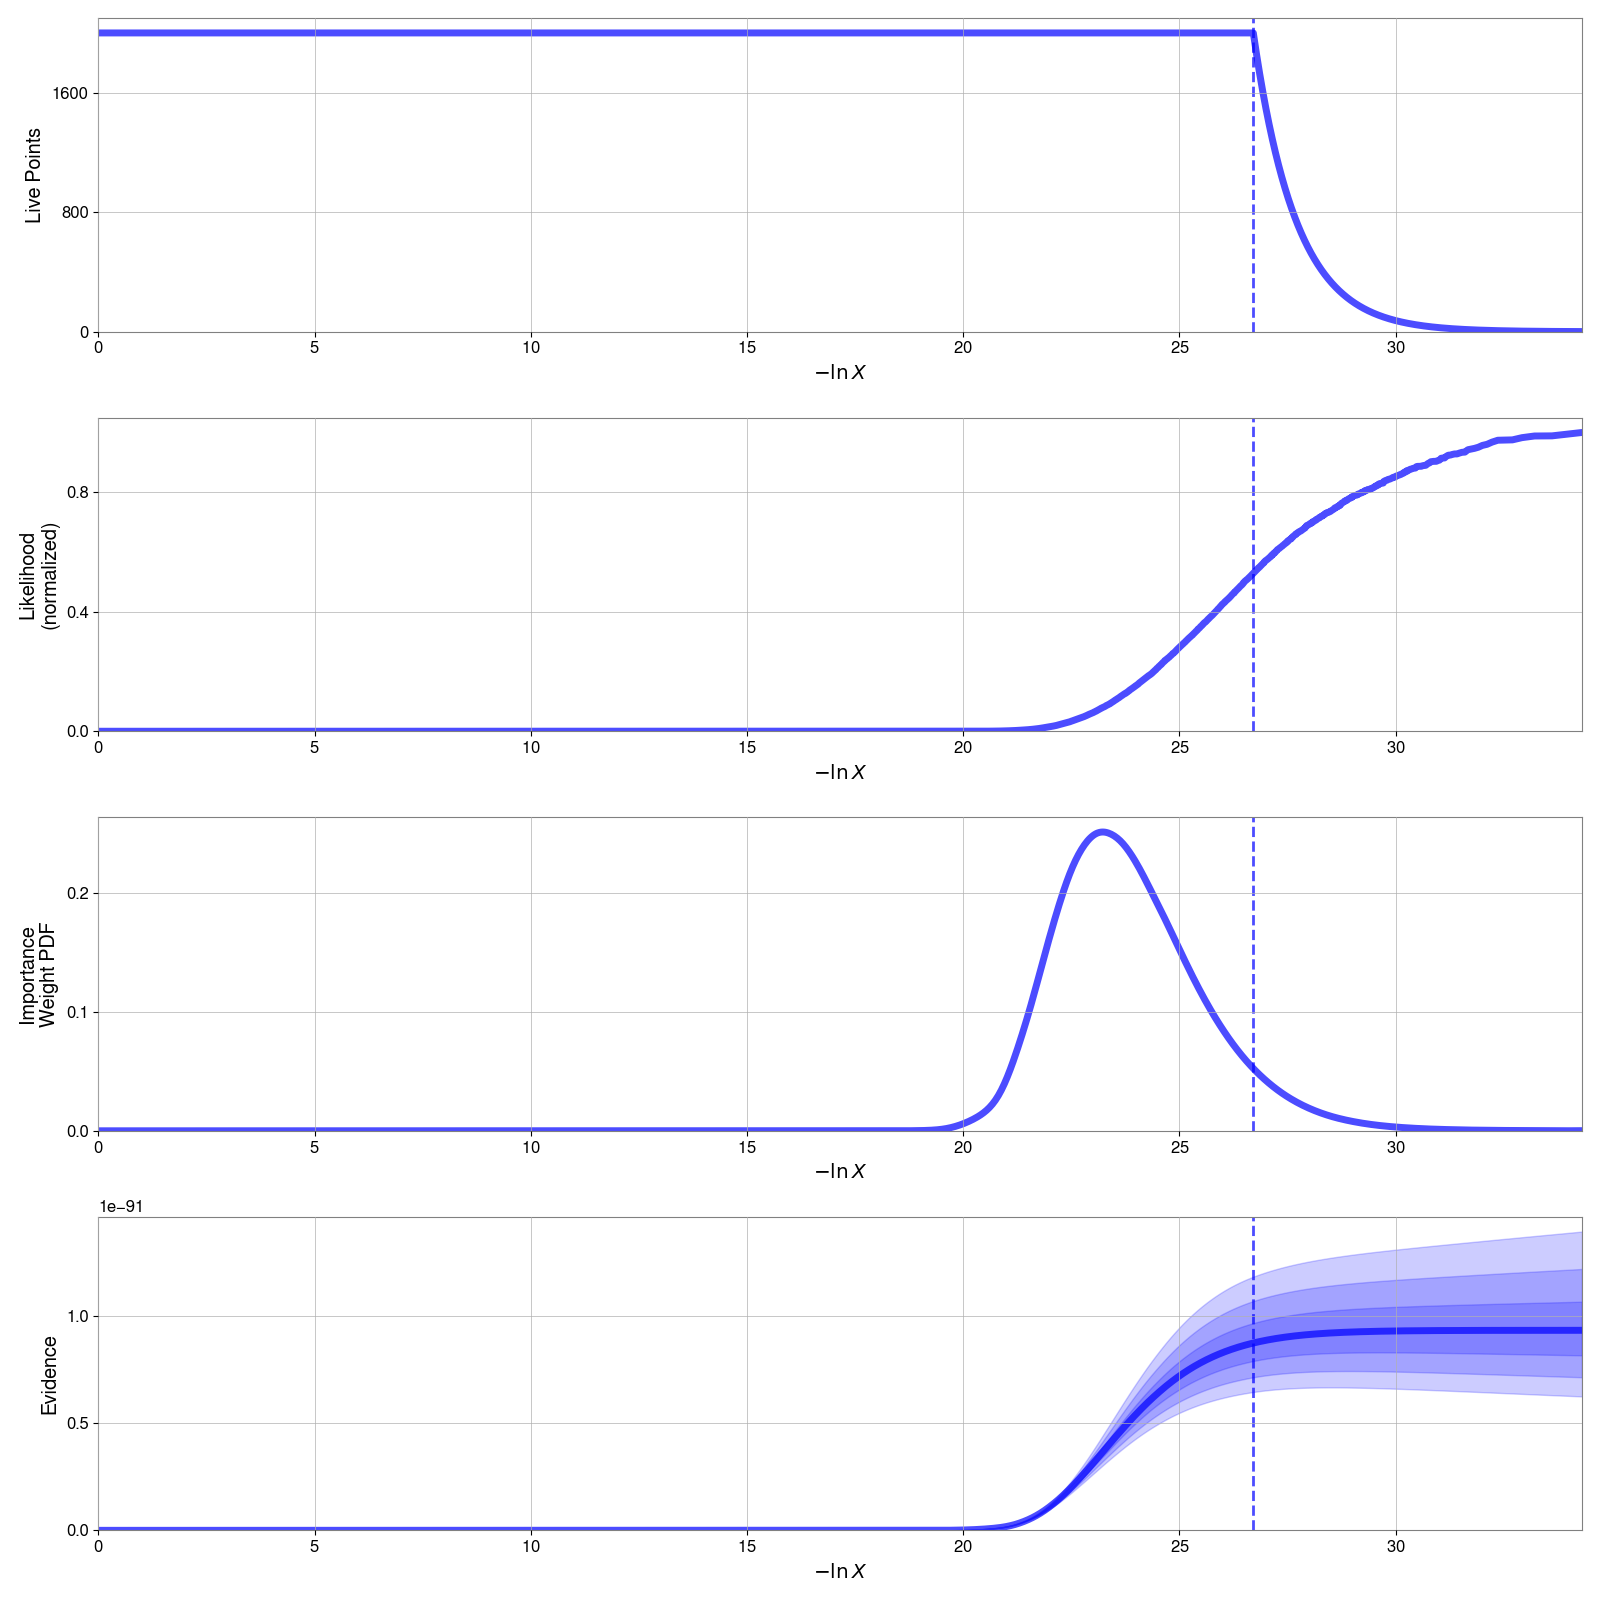 Live Points
1600
800
0
0 5 10 15 20 25 30
−ln X
Likelihood
(normalized)
0.8
0.4
0.0
0 5 10 15 20 25 30
−ln X
Importance
Weight PDF
0.2
0.1
0.0
0 5 10 15 20 25 30
−ln X
1e−91
Evidence
1.0
0.5
0.0
0 5 10 15 20 25 30
−ln X